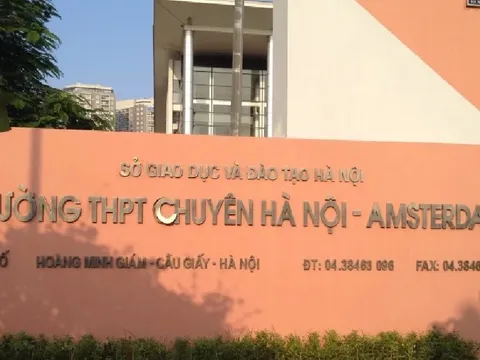 SỞ GIÁO DỤC VÀ ĐÀO TẠO HÀ NỘI
ƯỜNG THPT CHUYÊN HÀ NỘI - AMSTERDA
Ố HOÀNG MINH GIÁM - CẦU GIẤY - HÀ NỘI ĐT: 04.38463 096 FAX: 04.3846